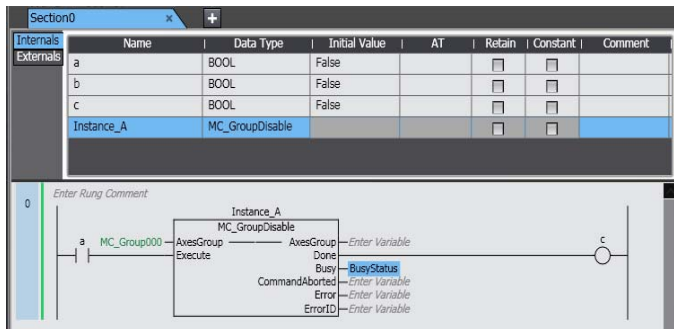 Section0 x +
Internals Name Data Type Initial Value AT Retain Constant Comment
Externals
a BOOL False
b BOOL False
c BOOL False
Instance_A MC_GroupDisable
0 Enter Rung Comment
Instance_A
MC_GroupDisable
a MC_Group000 AxesGroup AxesGroup Enter Variable c
Execute Done
Busy BusyStatus
CommandAborted Enter Variable
Error Enter Variable
ErrorID Enter Variable